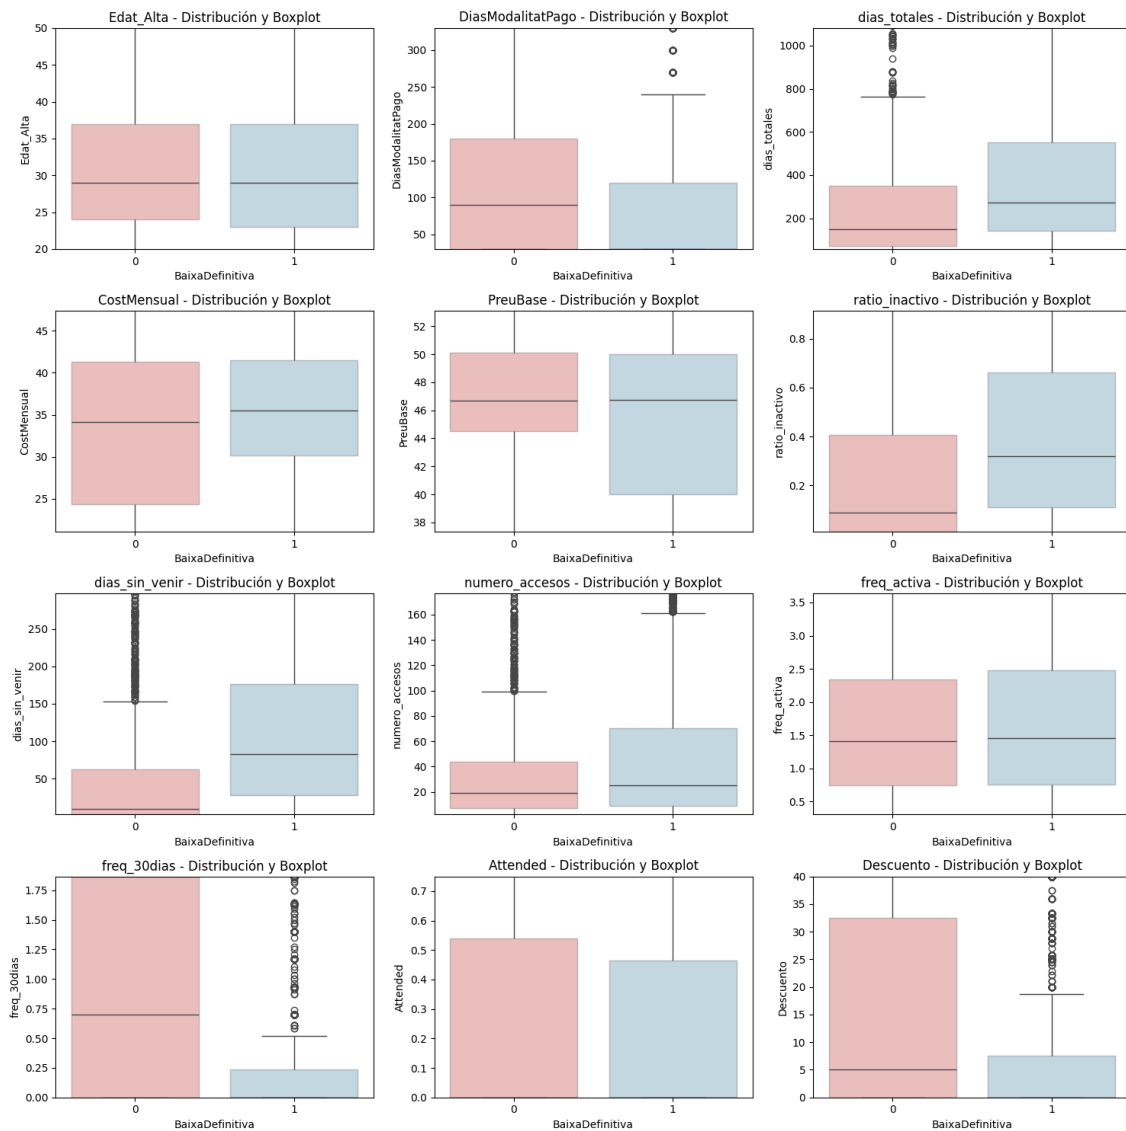 Edat_Alta - Distribución y Boxplot
50
45
40
35
30
25
20
Edat_Alta
0
1
BaixaDefinitiva
DiasModalitatPago - Distribución y Boxplot
300
250
200
150
100
50
DiasModalitatPago
0
1
BaixaDefinitiva
dias_totales - Distribución y Boxplot
1000
800
600
400
200
dias_totales
0
1
BaixaDefinitiva
CostMensual - Distribución y Boxplot
45
40
35
30
25
CostMensual
0
1
BaixaDefinitiva
PreuBase - Distribución y Boxplot
52
50
48
46
44
42
40
38
PreuBase
0
1
BaixaDefinitiva
ratio_inactivo - Distribución y Boxplot
0.8
0.6
0.4
0.2
ratio_inactivo
0
1
BaixaDefinitiva
dias_sin_venir - Distribución y Boxplot
250
200
150
100
50
dias_sin_venir
0
1
BaixaDefinitiva
numero_accesos - Distribución y Boxplot
160
140
120
100
80
60
40
20
numero_accesos
0
1
BaixaDefinitiva
freq_activa - Distribución y Boxplot
3.5
3.0
2.5
2.0
1.5
1.0
0.5
freq_activa
0
1
BaixaDefinitiva
freq_30dias - Distribución y Boxplot
1.75
1.50
1.25
1.00
0.75
0.50
0.25
0.00
freq_30dias
0
1
BaixaDefinitiva
Attended - Distribución y Boxplot
0.7
0.6
0.5
0.4
0.3
0.2
0.1
0.0
Attended
0
1
BaixaDefinitiva
Descuento - Distribución y Boxplot
40
35
30
25
20
15
10
5
0
Descuento
0
1
BaixaDefinitiva